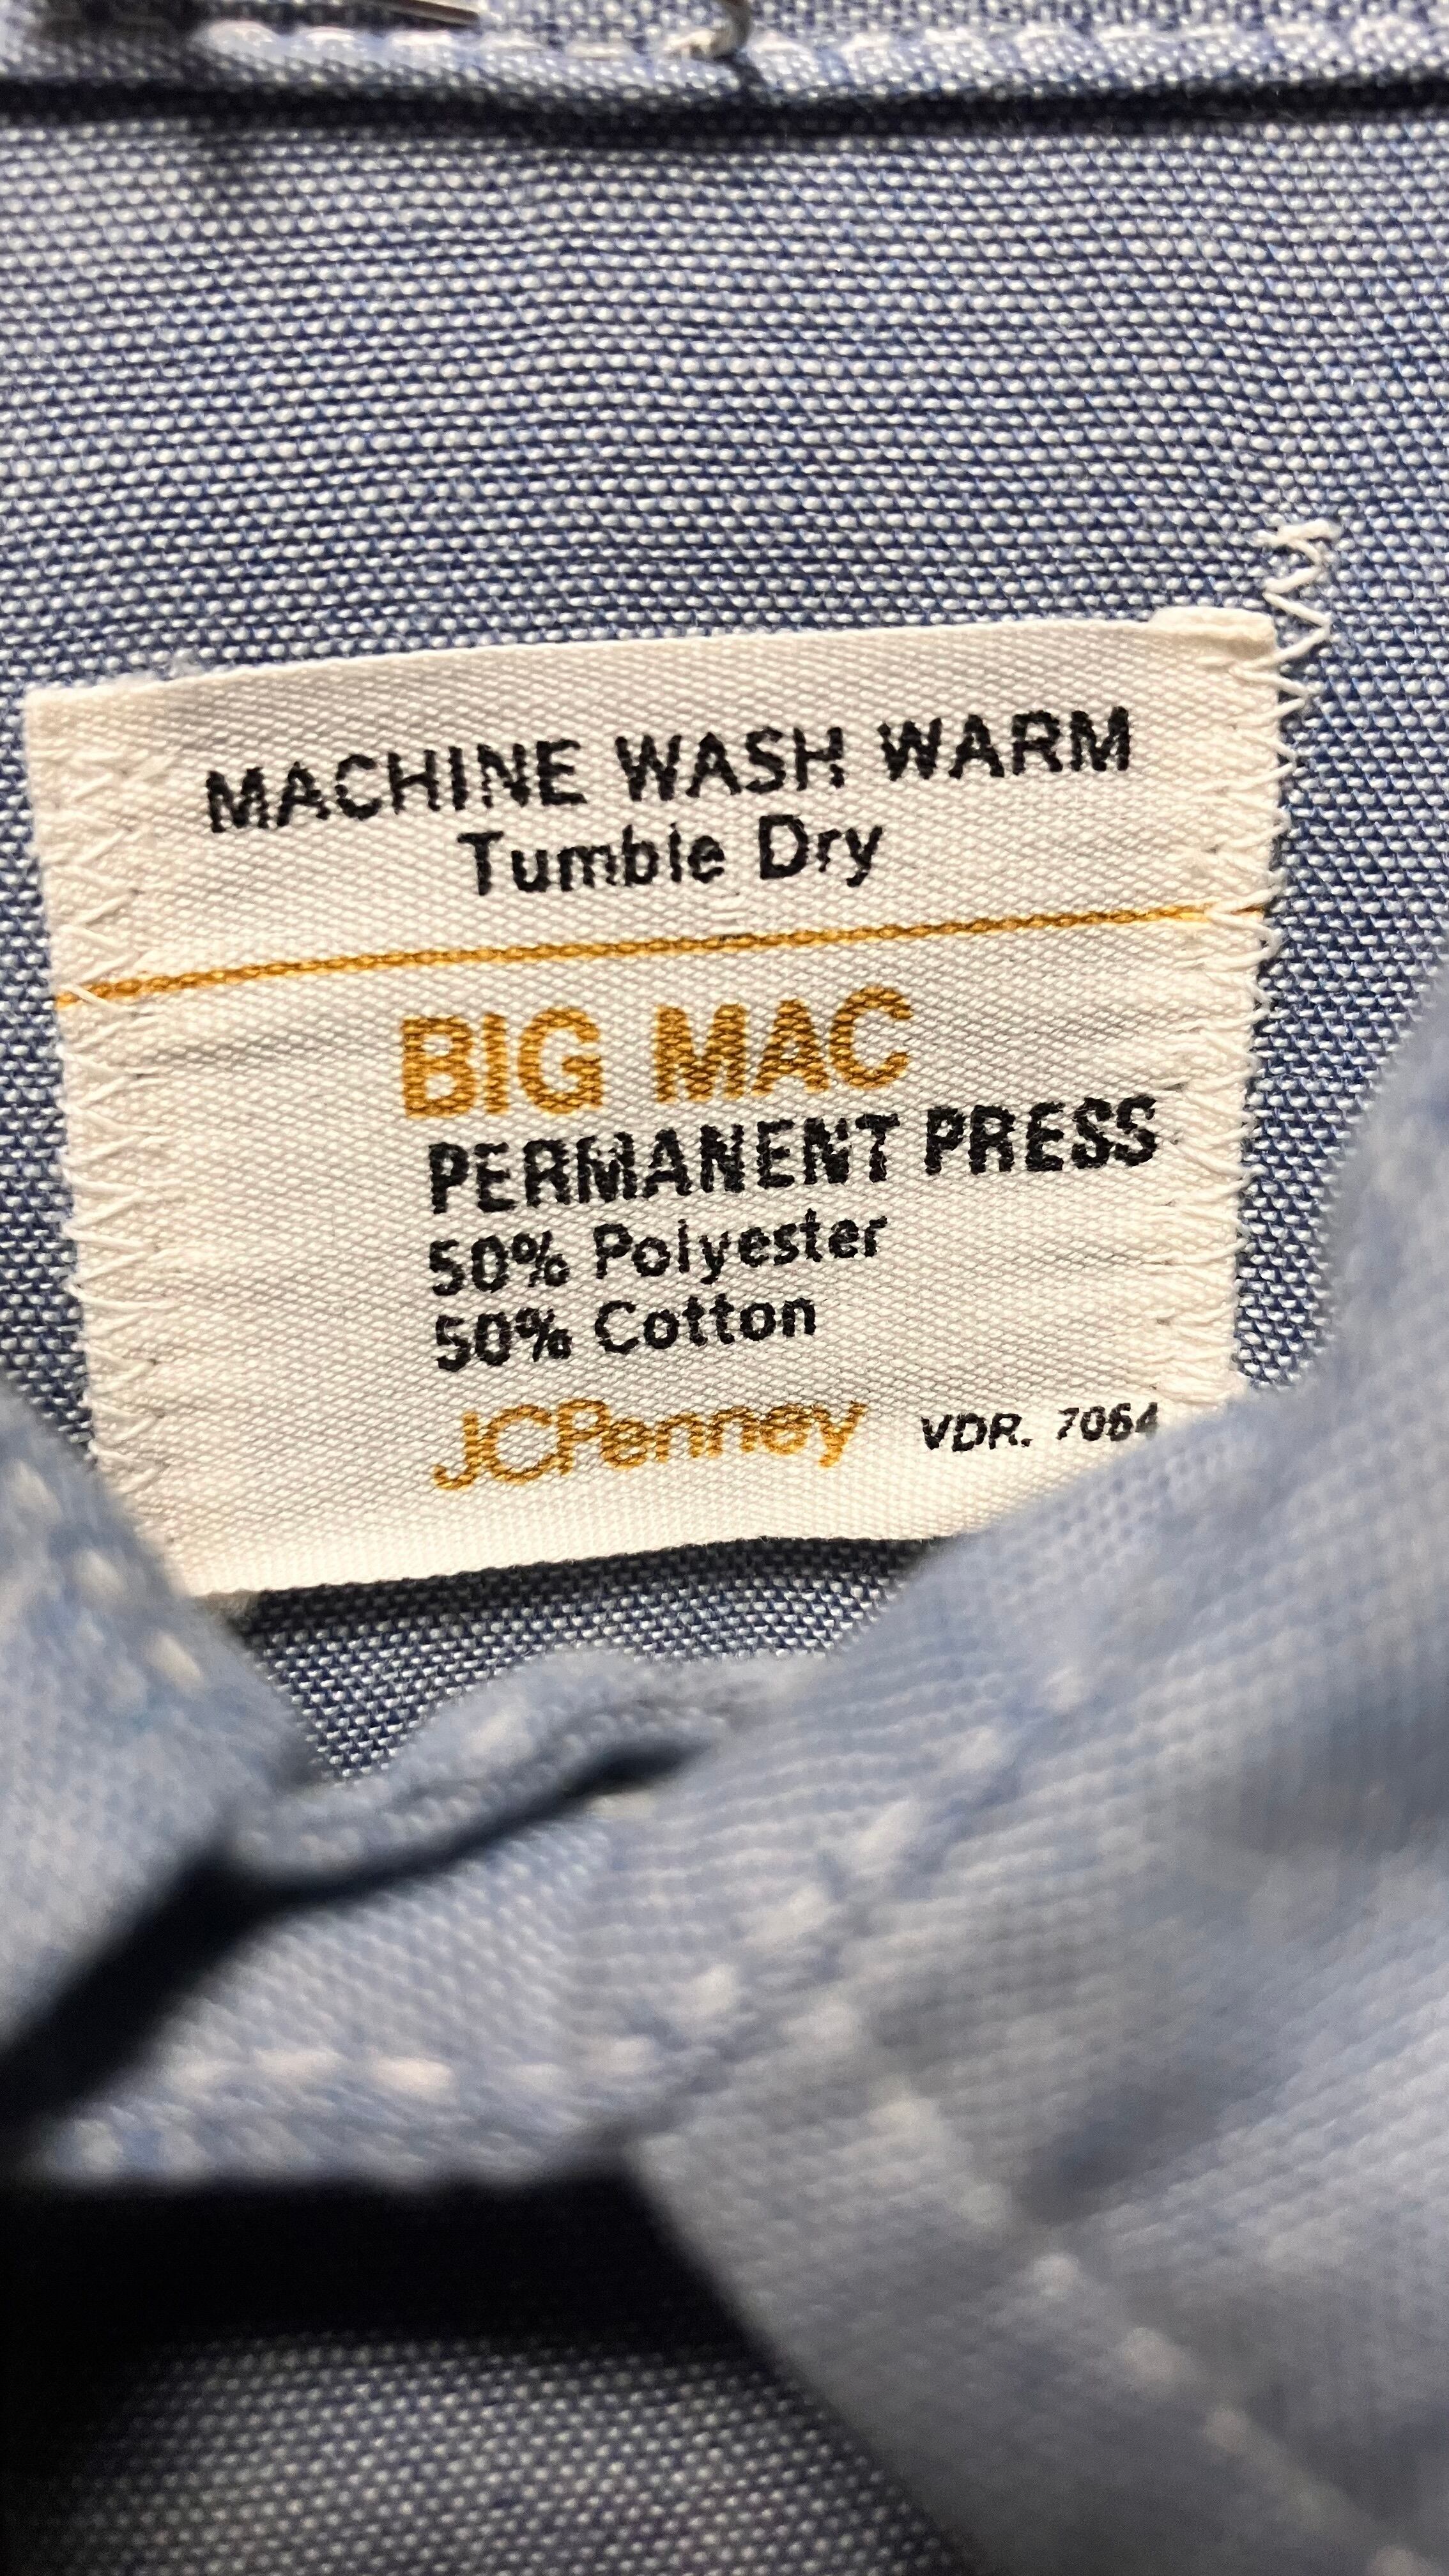 MACHINE WASH WARM
Tumble Dry
BIG MAC
PERMANENT PRESS
50% Polyester
50% Cotton
JCPenney VDR. 7064